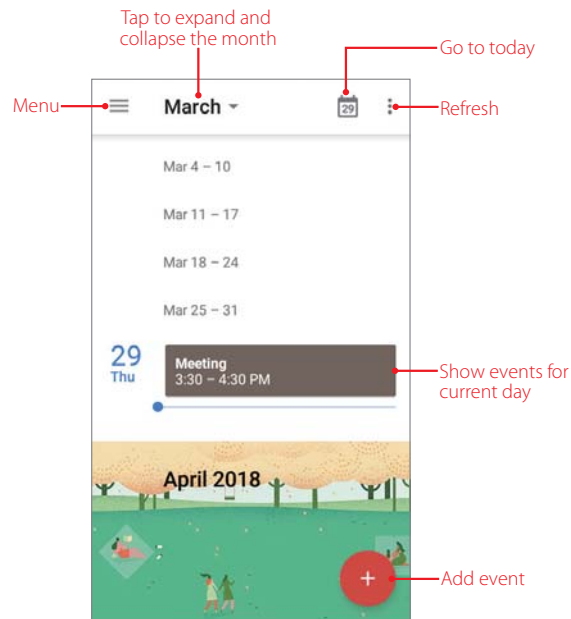 Tap to expand and
collapse the month
Go to today
Menu
March
29
Refresh
Mar 4 – 10
Mar 11 – 17
Mar 18 – 24
Mar 25 – 31
29
Thu
Meeting
3:30 – 4:30 PM
Show events for
current day
April 2018
+
Add event